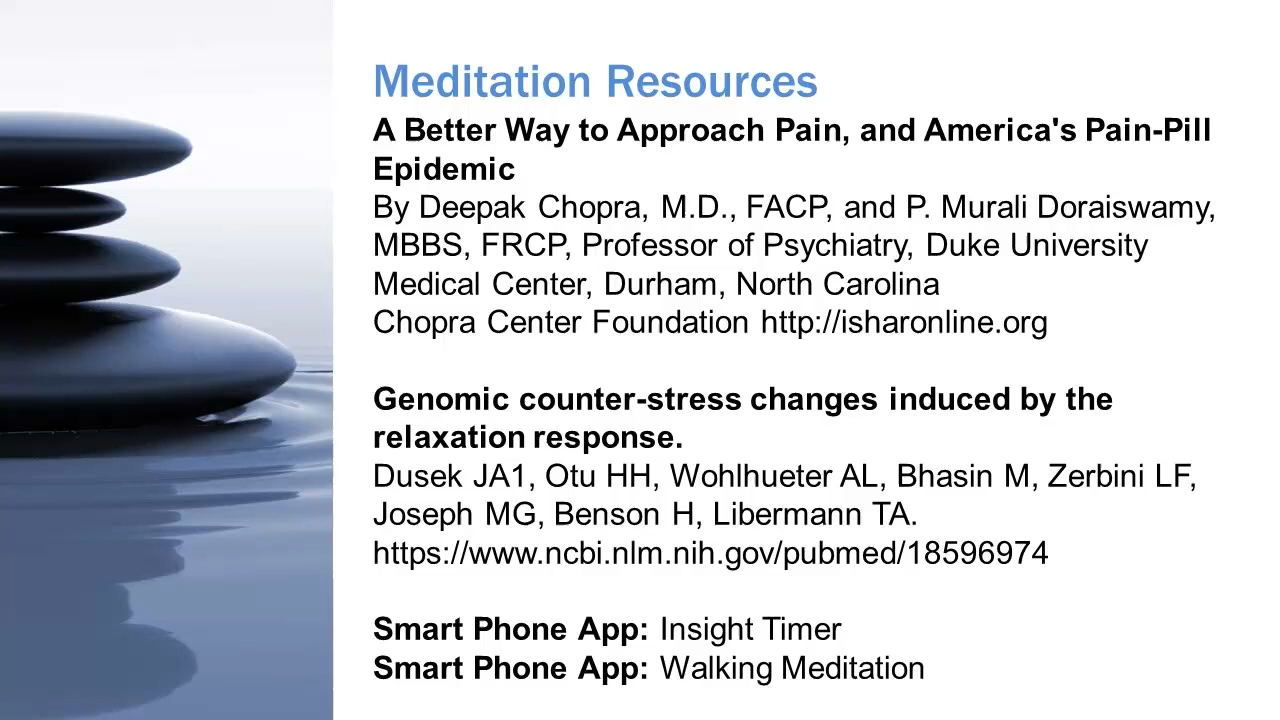 Meditation Resources
A Better Way to Approach Pain, and America's Pain-Pill
Epidemic
By Deepak Chopra, M.D., FACP, and P. Murali Doraiswamy,
MBBS, FRCP, Professor of Psychiatry, Duke University
Medical Center, Durham, North Carolina
Chopra Center Foundation http://isharonline.org
Genomic counter-stress changes induced by the
relaxation response.
Dusek JA1, Otu HH, Wohlhueter AL, Bhasin M, Zerbini LF,
Joseph MG, Benson H, Libermann TA.
https://www.ncbi.nlm.nih.gov/pubmed/18596974
Smart Phone App: Insight Timer
Smart Phone App: Walking Meditation